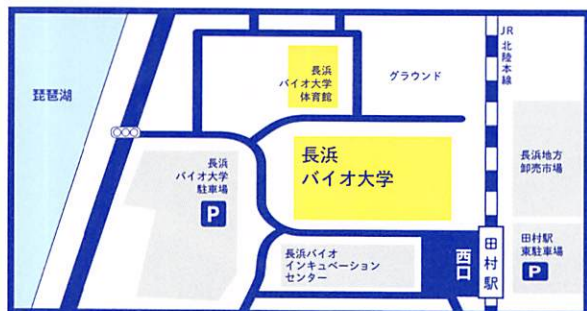 琵琶湖
長浜
バイオ大学
体育館
グラウンド
JR
北陸本線
長浜
バイオ大学
駐車場
P
長浜
バイオ大学
長浜地方
卸売市場
長浜バイオ
インキュベーション
センター
西口
田村駅
田村駅
東駐車場
P